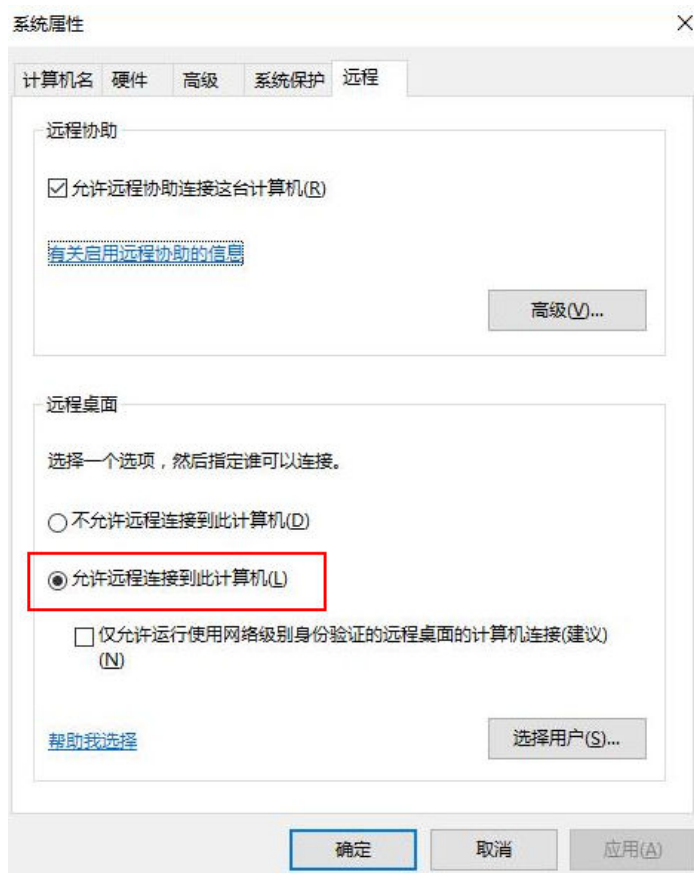 系统属性
计算机名 硬件 高级 系统保护 远程
远程协助
允许远程协助连接这台计算机(R)
有关启用远程协助的信息
高级(V)...
远程桌面
选择一个选项，然后指定谁可以连接。
不允许远程连接到此计算机(D)
允许远程连接到此计算机(L)
仅允许运行使用网络级别身份验证的远程桌面的计算机连接(建议)
(N)
帮助我选择
选择用户(S)...
确定 取消 应用(A)